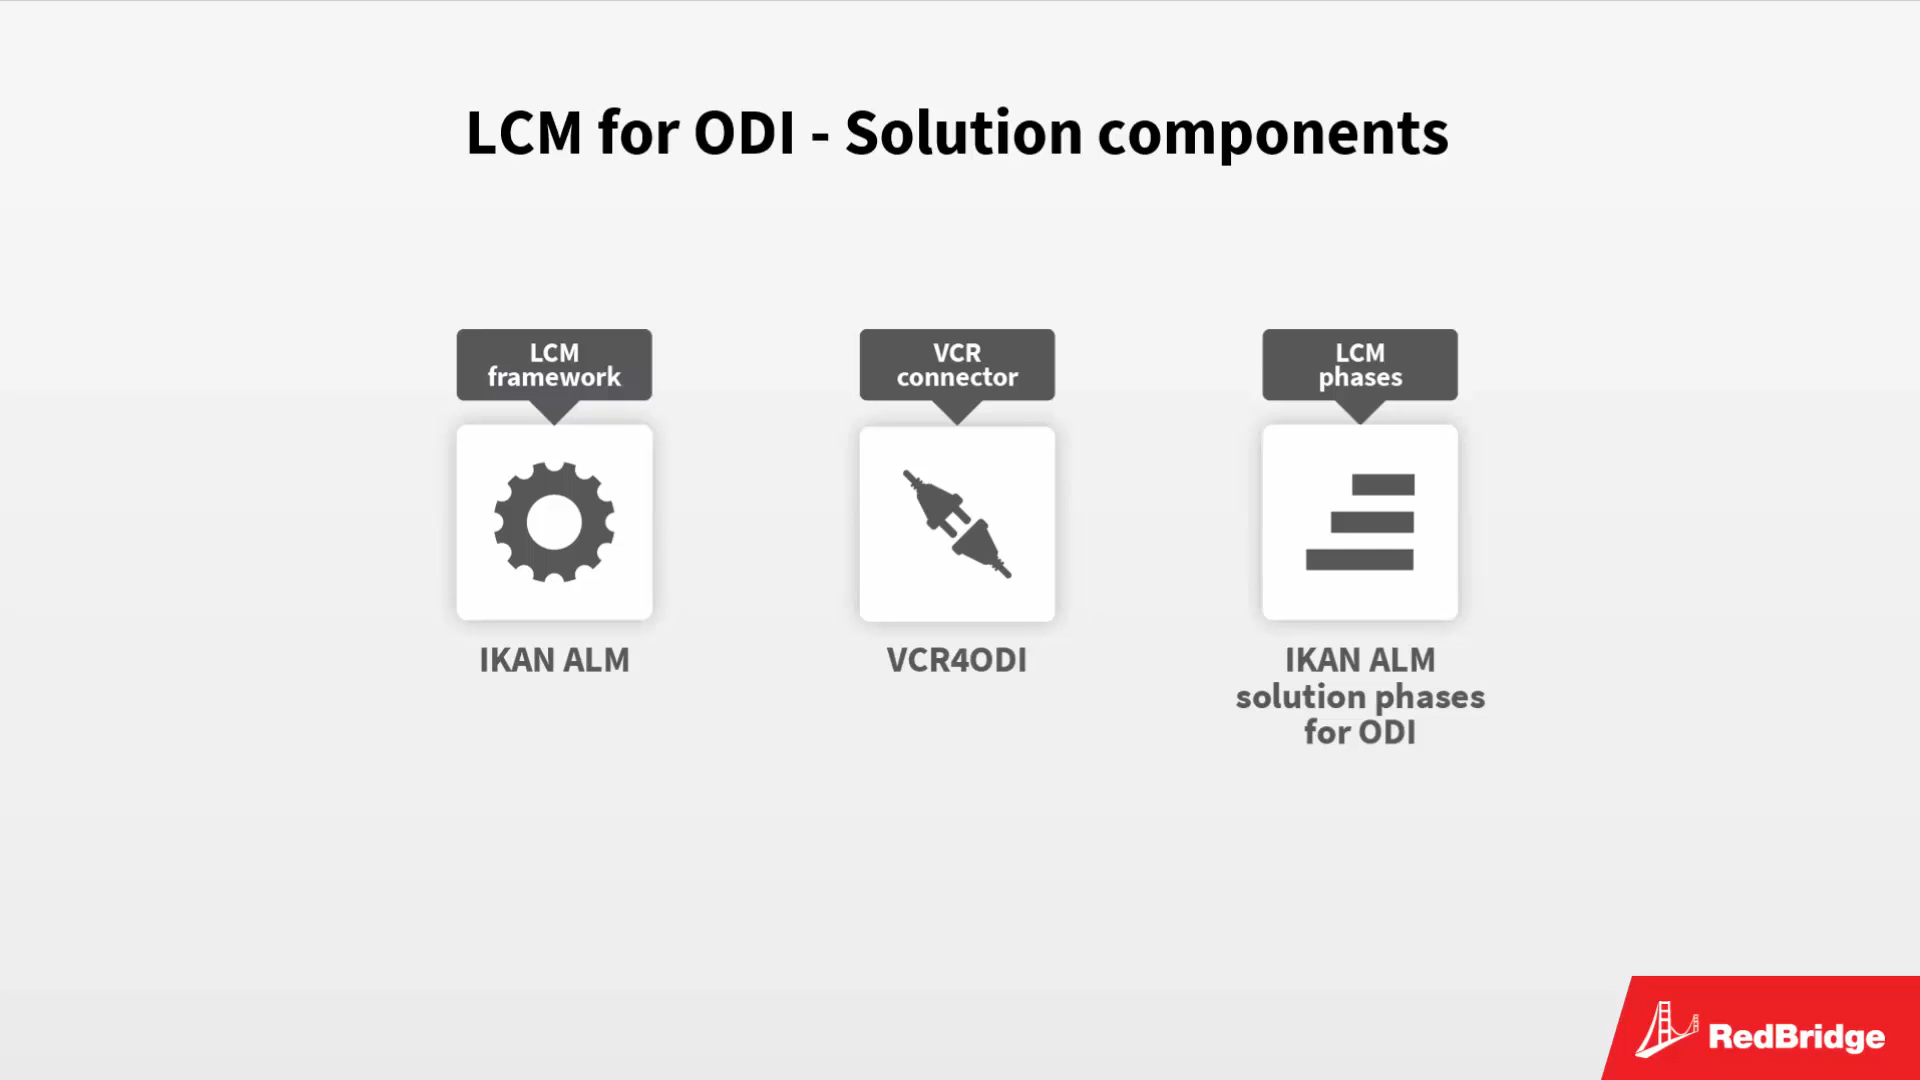 LCM for ODI - Solution components
LCM
framework
VCR
connector
LCM
phases
IKAN ALM
VCR4ODI
IKAN ALM
solution phases
for ODI
RedBridge